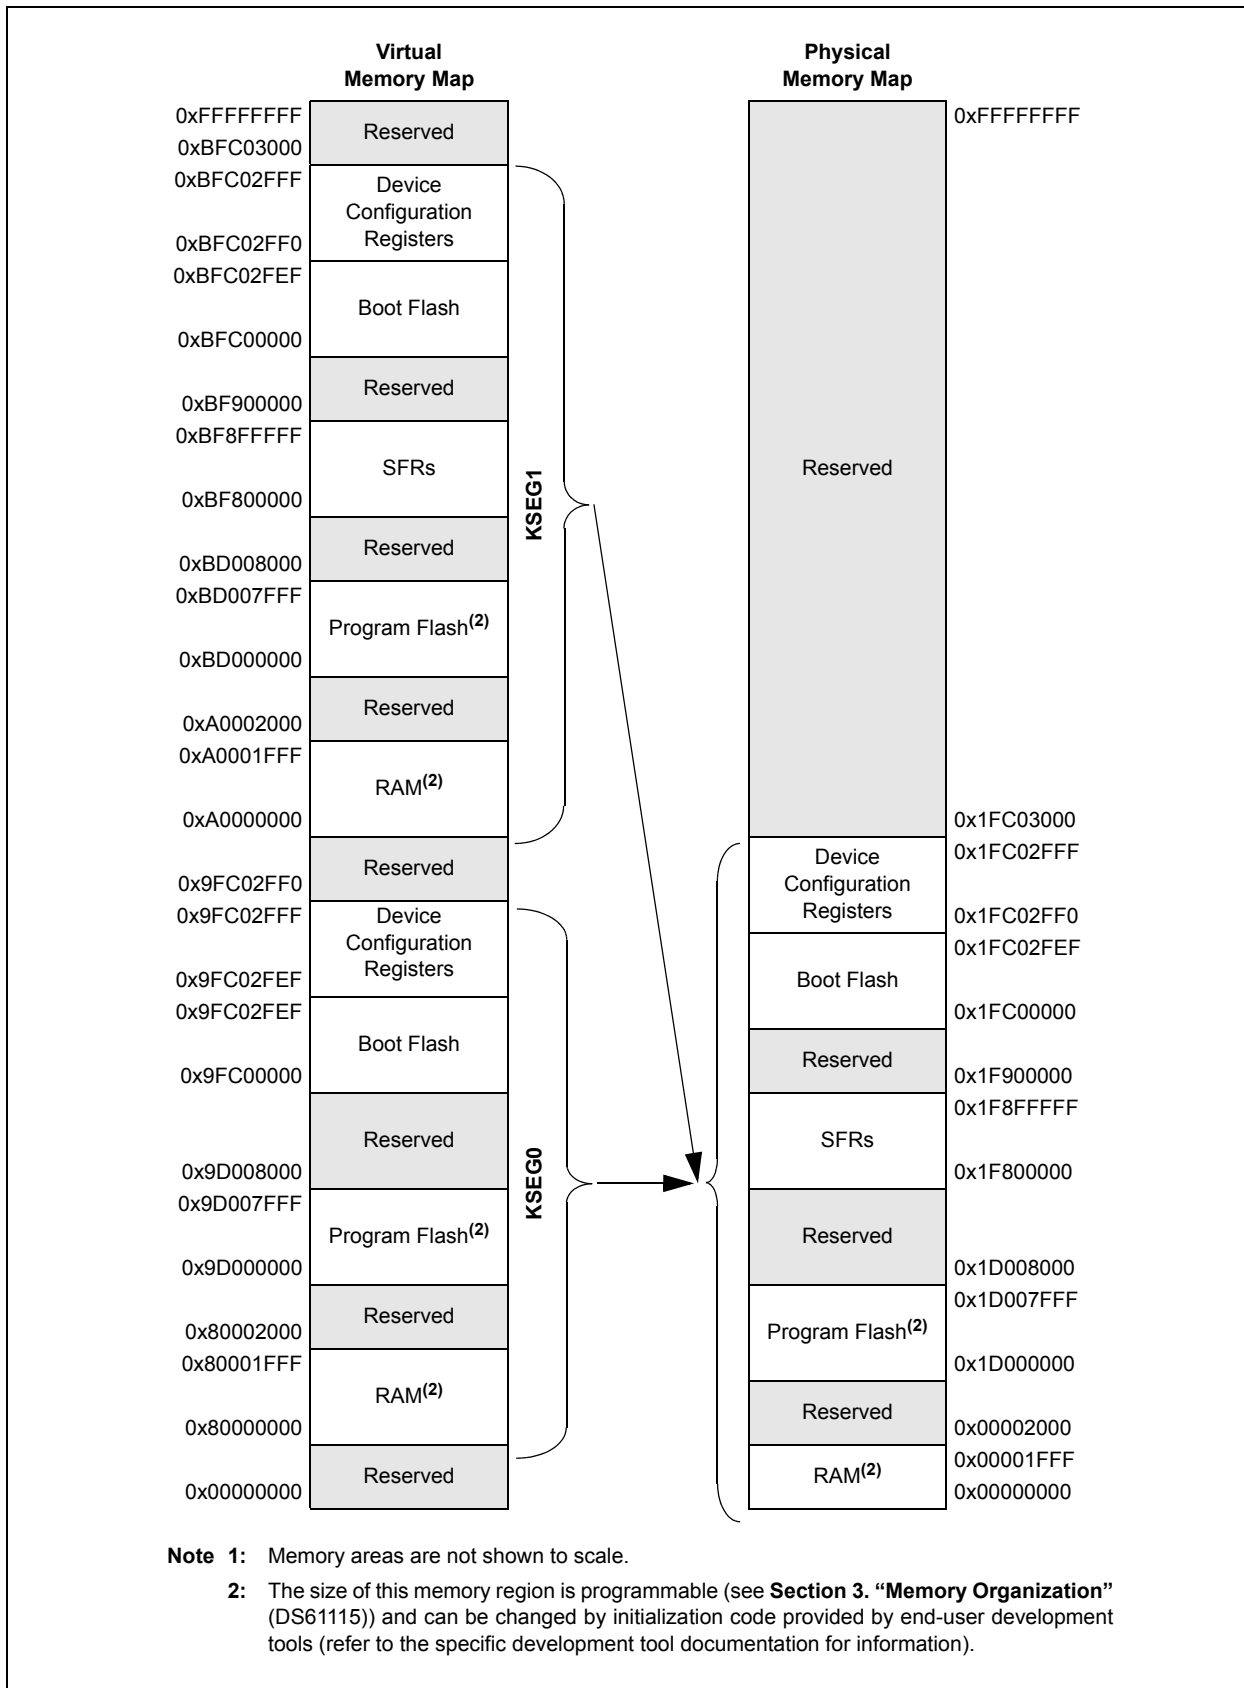 Virtual
Memory Map
0xFFFFFFFF
Reserved
0xBFC03000
0xBFC02FFF
Device
Configuration
Registers
0xBFC02FF0
0xBFC02FEF
Boot Flash
0xBFC00000
Reserved
0xBF900000
0xBF8FFFFF
SFRs
0xBF800000
Reserved
0xBD008000
0xBD007FFF
Program Flash(2)
0xBD000000
Reserved
0xA0002000
0xA0001FFF
RAM(2)
0xA0000000
Reserved
0x9FC02FF0
0x9FC02FFF
Device
Configuration
Registers
0x9FC02FEF
0x9FC02FEF
Boot Flash
0x9FC00000
Reserved
0x9D008000
0x9D007FFF
Program Flash(2)
0x9D000000
Reserved
0x80002000
0x80001FFF
RAM(2)
0x80000000
Reserved
0x00000000
KSEG1
KSEG0
Physical
Memory Map
0xFFFFFFFF
Reserved
0x1FC03000
Device
Configuration
Registers
0x1FC02FFF
0x1FC02FF0
0x1FC02FEF
Boot Flash
0x1FC00000
Reserved
0x1F900000
0x1F8FFFFF
SFRs
0x1F800000
Reserved
0x1D008000
0x1D007FFF
Program Flash(2)
0x1D000000
Reserved
0x00002000
0x00001FFF
RAM(2)
0x00000000
Note 1: Memory areas are not shown to scale.
2: The size of this memory region is programmable (see Section 3. “Memory Organization”
(DS61115)) and can be changed by initialization code provided by end-user development
tools (refer to the specific development tool documentation for information).